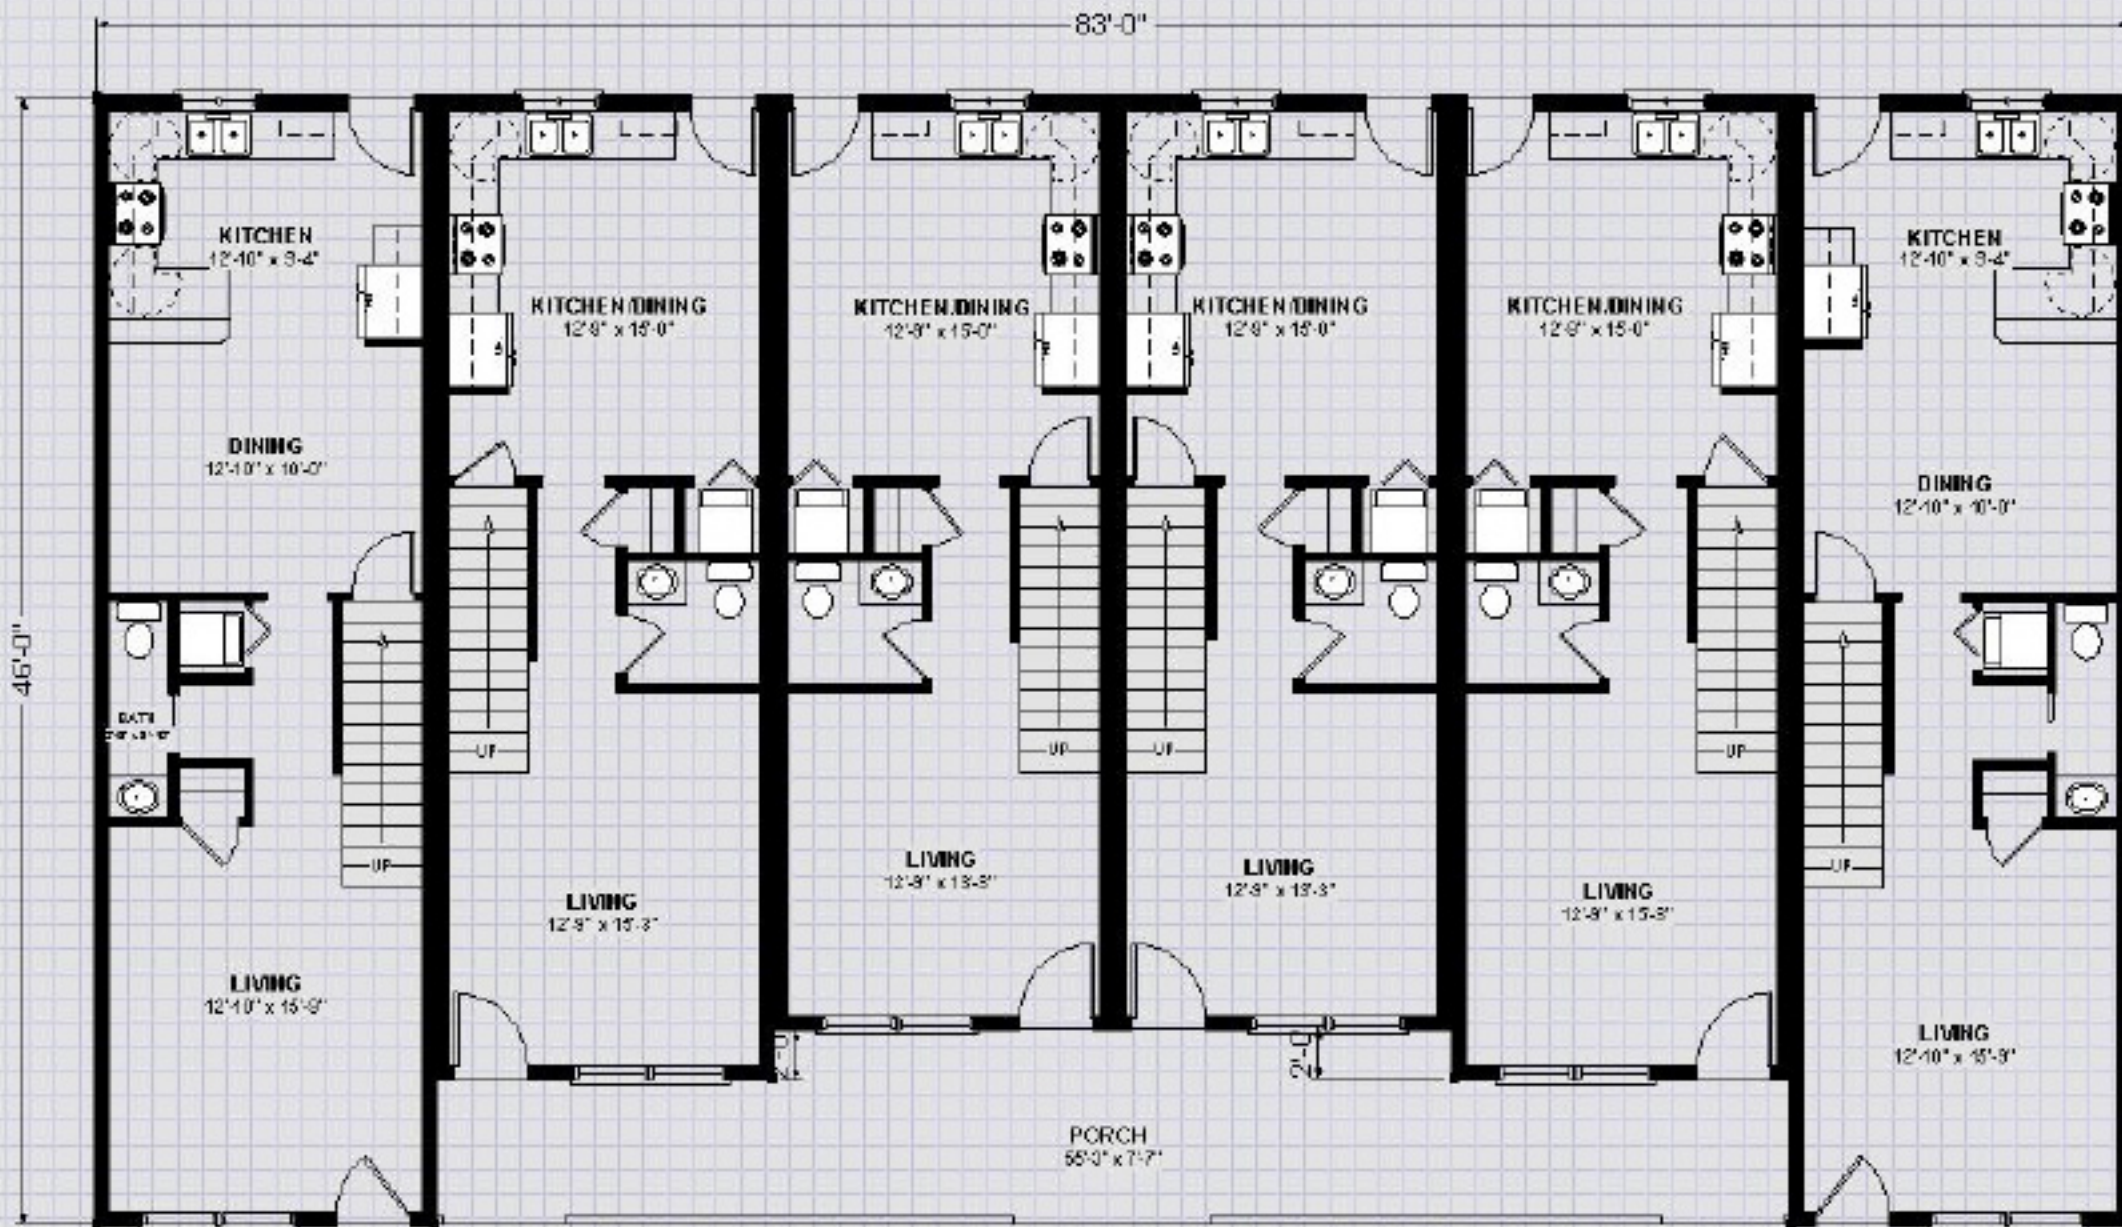 83'-0"
46'-0"
KITCHEN
12'-10" x 9'-4"
KITCHEN
12'-10" x 9'-4"
KITCHEN/DINING
12'-9" x 15'-0"
KITCHEN/DINING
12'-9" x 15'-0"
KITCHEN/DINING
12'-9" x 15'-0"
KITCHEN/DINING
12'-9" x 15'-0"
DINING
12'-10" x 10'-0"
DINING
12'-10" x 10'-0"
BATH
UP
UP
UP
UP
UP
UP
LIVING
12'-9" x 13'-3"
LIVING
12'-9" x 13'-3"
LIVING
12'-9" x 15'-3"
LIVING
12'-9" x 15'-3"
LIVING
12'-10" x 15'-9"
LIVING
12'-10" x 15'-9"
2'-0"
PORCH
55'-3" x 7'-7"